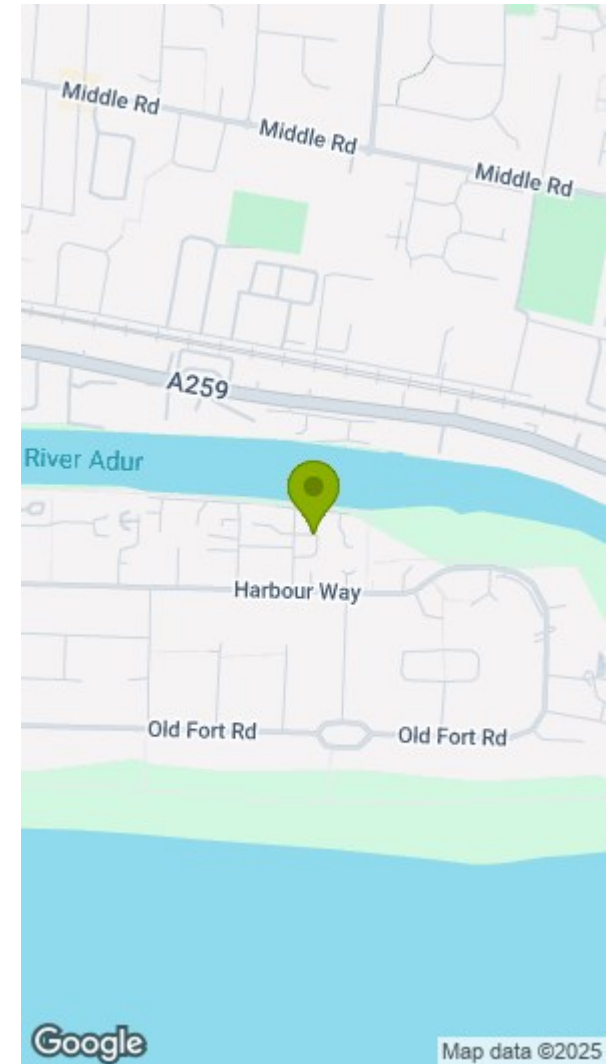 Middle Rd
Middle Rd
Middle Rd
A259
River Adur
Harbour Way
Old Fort Rd
Old Fort Rd
Google
Map data ©2025